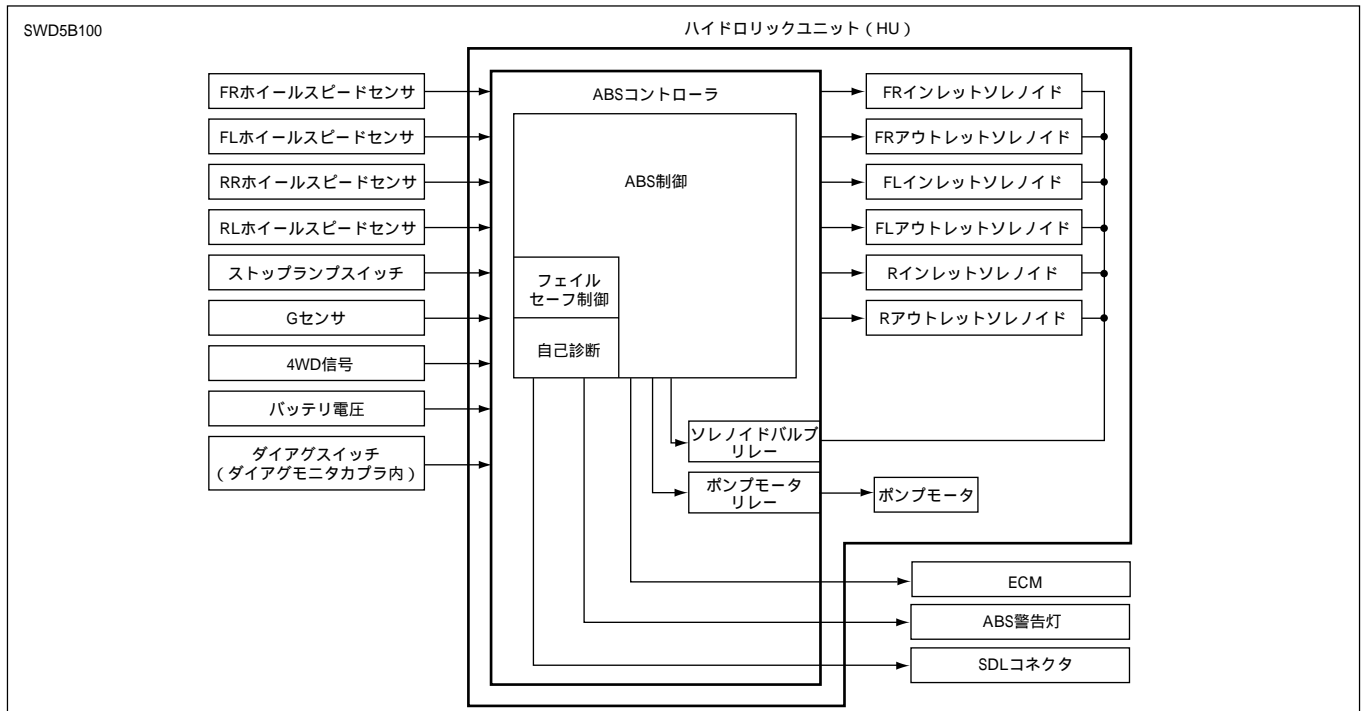 SWD5B100
ハイドロリックユニット(HU)
FRホイールスピードセンサ
FLホイールスピードセンサ
RRホイールスピードセンサ
RLホイールスピードセンサ
ストップランプスイッチ
Gセンサ
4WD信号
バッテリ電圧
ダイアグスイッチ
(ダイアグモニタカプラ内)
ABSコントローラ
ABS制御
フェイル
セーフ制御
自己診断
ソレノイドバルブ
リレー
ポンプモータ
リレー
FRインレットソレノイド
FRアウトレットソレノイド
FLインレットソレノイド
FLアウトレットソレノイド
Rインレットソレノイド
Rアウトレットソレノイド
ポンプモータ
ECM
ABS警告灯
SDLコネクタ